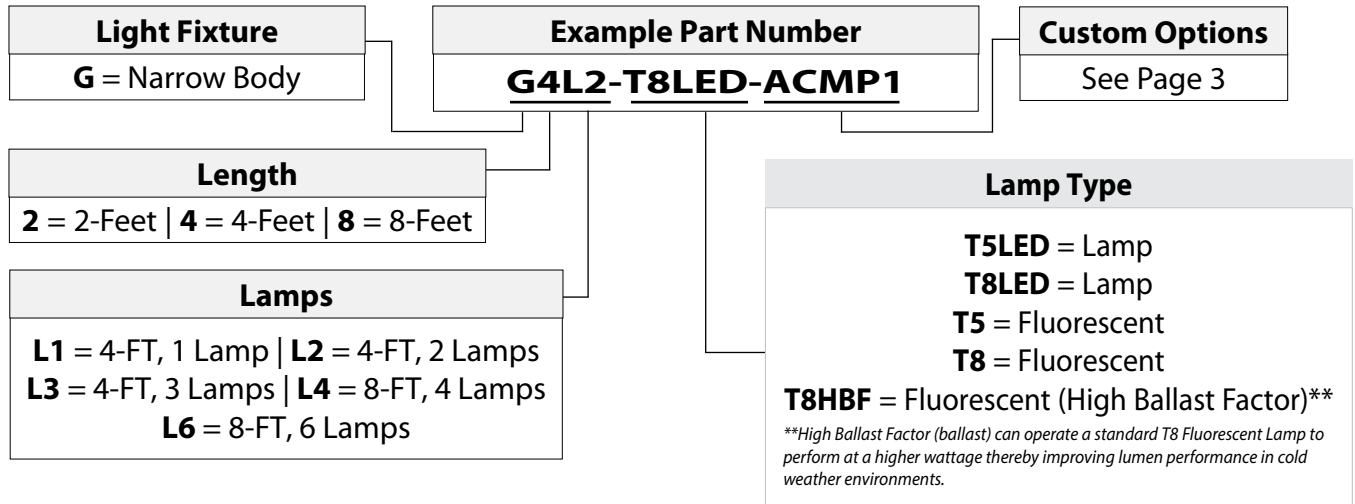 Light Fixture
G = Narrow Body
Example Part Number
G4L2-T8LED-ACMP1
Custom Options
See Page 3
Length
2 = 2-Feet | 4 = 4-Feet | 8 = 8-Feet
Lamps
L1 = 4-FT, 1 Lamp | L2 = 4-FT, 2 Lamps
L3 = 4-FT, 3 Lamps | L4 = 8-FT, 4 Lamps
L6 = 8-FT, 6 Lamps
Lamp Type
T5LED = Lamp
T8LED = Lamp
T5 = Fluorescent
T8 = Fluorescent
T8HBF = Fluorescent (High Ballast Factor)**
**High Ballast Factor (ballast) can operate a standard T8 Fluorescent Lamp to
perform at a higher wattage thereby improving lumen performance in cold
weather environments.